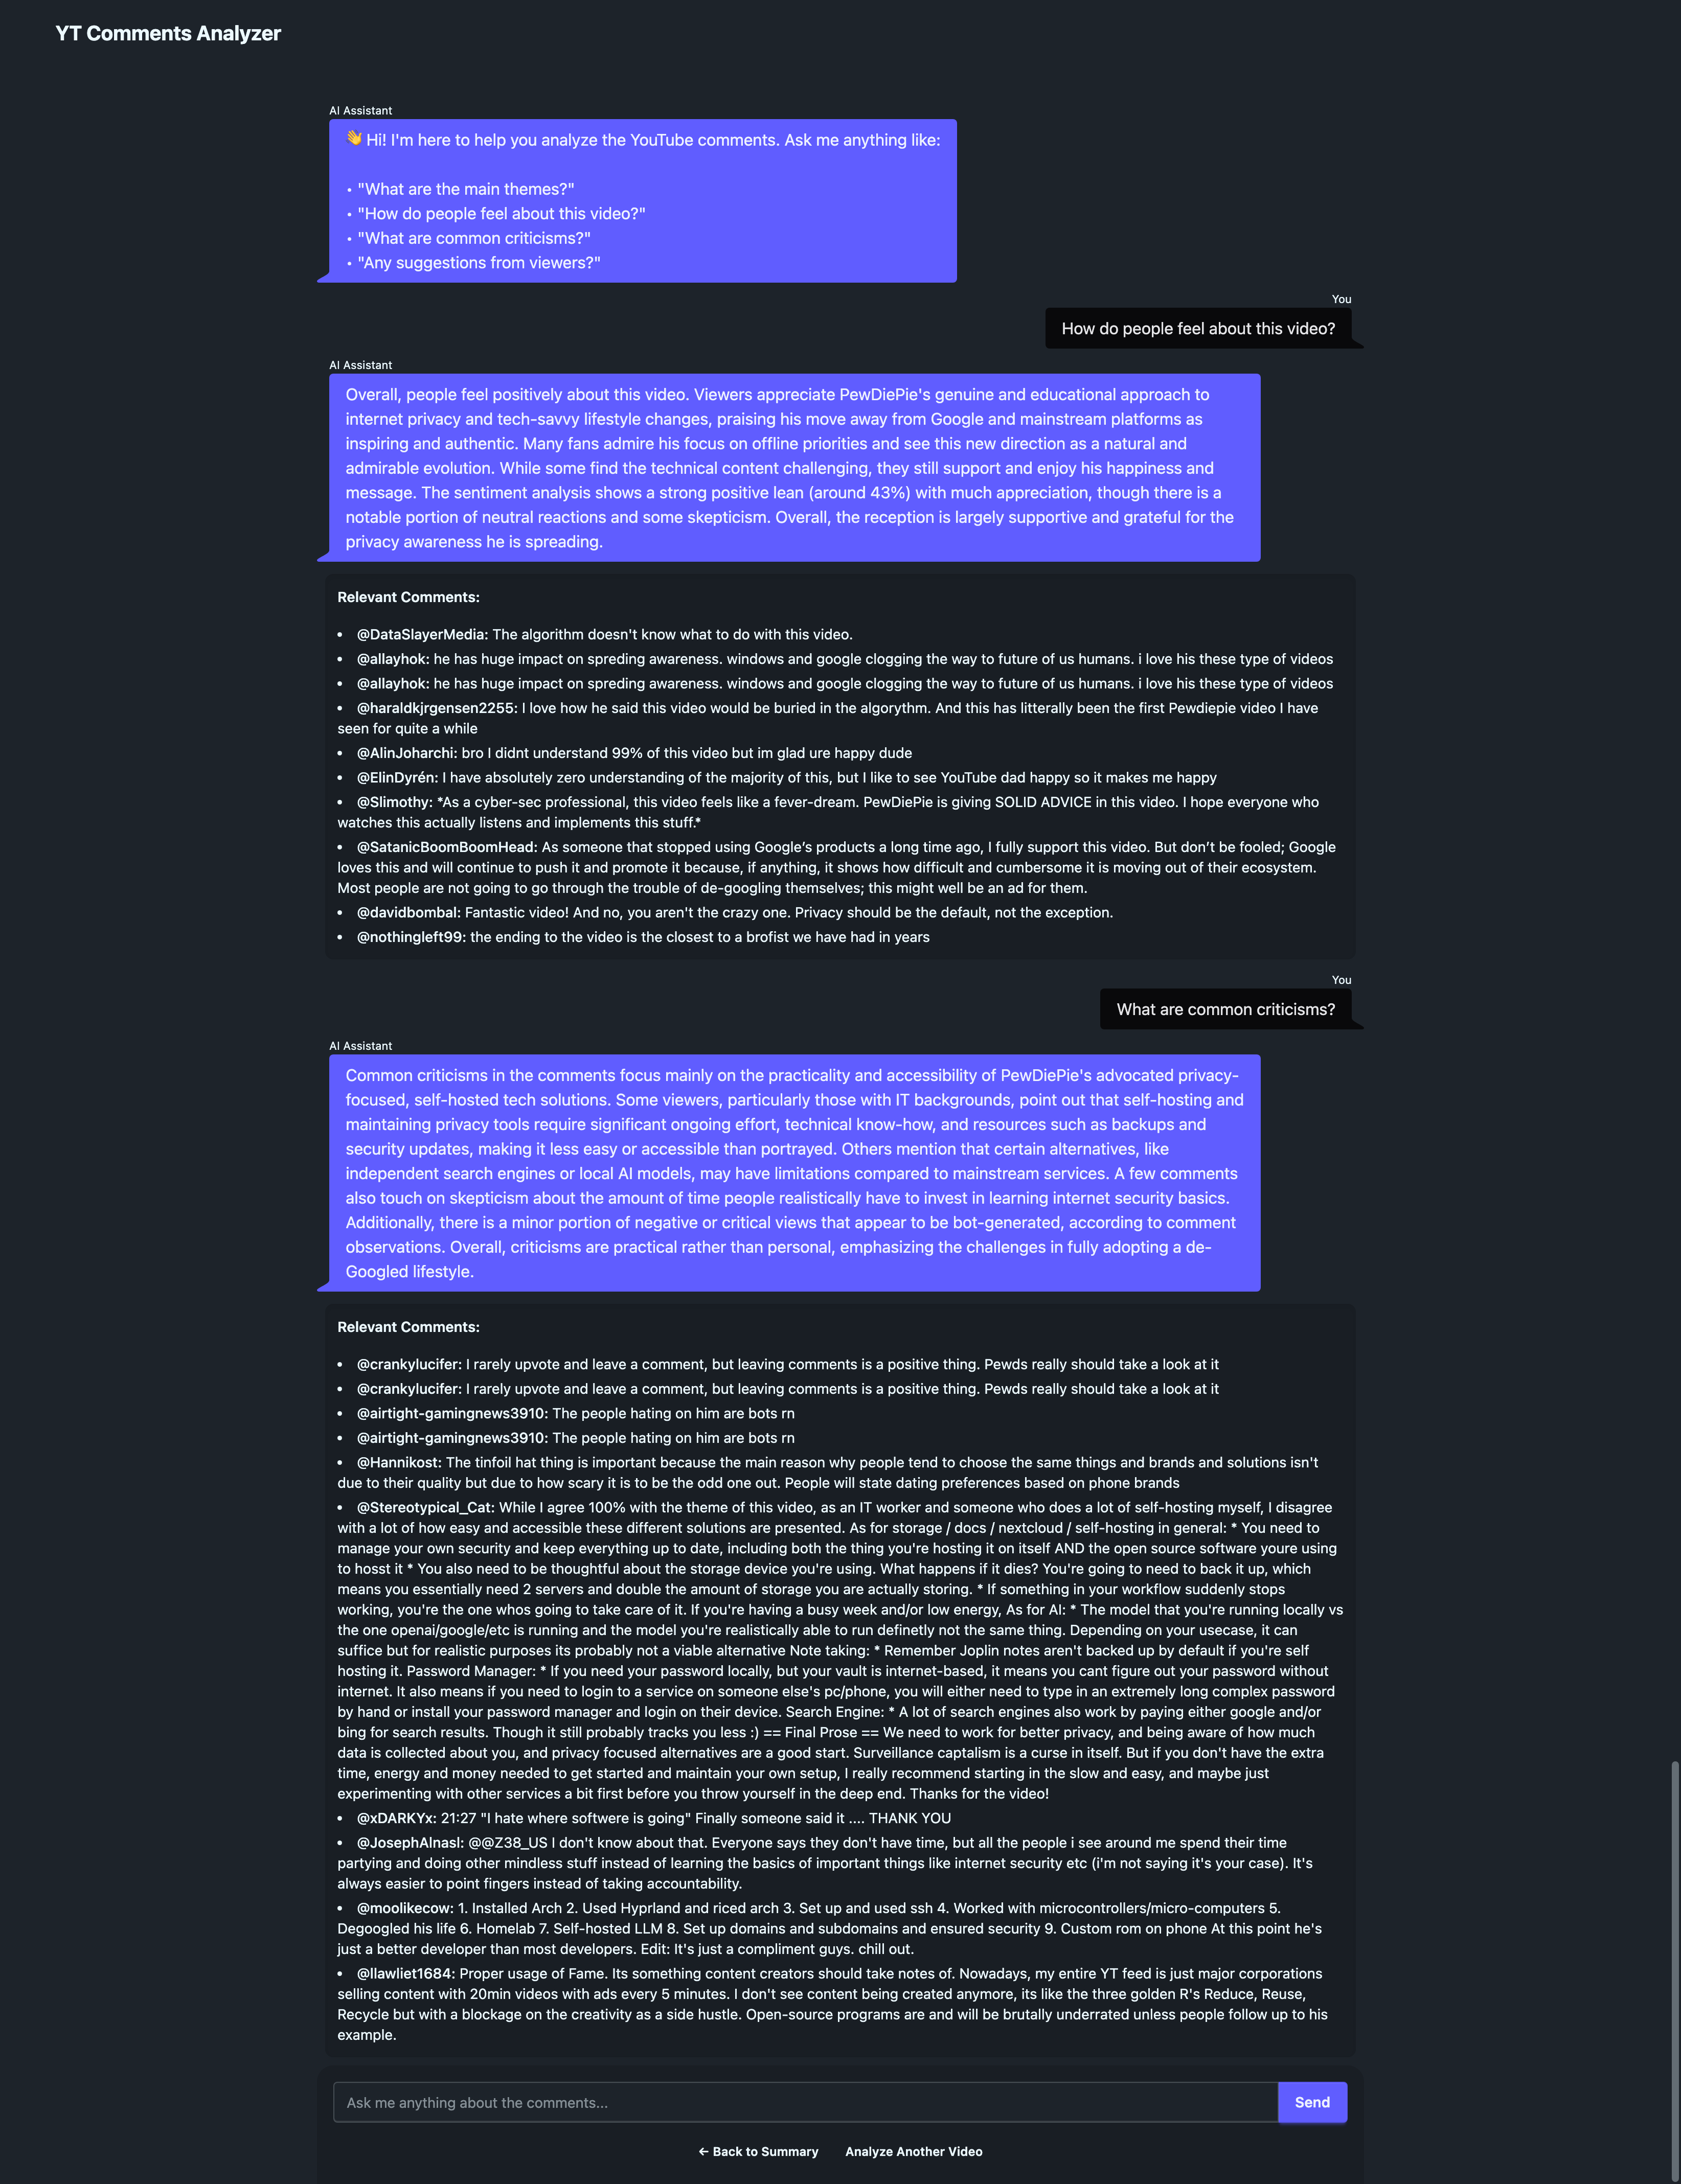 YT Comments Analyzer
AI Assistant
👋 Hi! I'm here to help you analyze the YouTube comments. Ask me anything like:
• "What are the main themes?"
• "How do people feel about this video?"
• "What are common criticisms?"
• "Any suggestions from viewers?"
You
How do people feel about this video?
AI Assistant
Overall, people feel positively about this video. Viewers appreciate PewDiePie's genuine and educational approach to
internet privacy and tech-savvy lifestyle changes, praising his move away from Google and mainstream platforms as
inspiring and authentic. Many fans admire his focus on offline priorities and see this new direction as a natural and
admirable evolution. While some find the technical content challenging, they still support and enjoy his happiness and
message. The sentiment analysis shows a strong positive lean (around 43%) with much appreciation, though there is a
notable portion of neutral reactions and some skepticism. Overall, the reception is largely supportive and grateful for the
privacy awareness he is spreading.
Relevant Comments:
• @DataSlayerMedia: The algorithm doesn't know what to do with this video.
• @allayhok: he has huge impact on spreding awareness. windows and google clogging the way to future of us humans. i love his these type of videos
• @allayhok: he has huge impact on spreding awareness. windows and google clogging the way to future of us humans. i love his these type of videos
• @haraldkjrgensen2255: I love how he said this video would be buried in the algorythm. And this has litterally been the first Pewdiepie video I have
seen for quite a while
• @AlinJoharchi: bro I didnt understand 99% of this video but im glad ure happy dude
• @ElinDyrén: I have absolutely zero understanding of the majority of this, but I like to see YouTube dad happy so it makes me happy
• @Slimothy: *As a cyber-sec professional, this video feels like a fever-dream. PewDiePie is giving SOLID ADVICE in this video. I hope everyone who
watches this actually listens and implements this stuff.*
• @SatanicBoomBoomHead: As someone that stopped using Google’s products a long time ago, I fully support this video. But don’t be fooled; Google
loves this and will continue to push it and promote it because, if anything, it shows how difficult and cumbersome it is moving out of their ecosystem.
Most people are not going to go through the trouble of de-googling themselves; this might well be an ad for them.
• @davidbombal: Fantastic video! And no, you aren't the crazy one. Privacy should be the default, not the exception.
• @nothingleft99: the ending to the video is the closest to a brofist we have had in years
You
What are common criticisms?
AI Assistant
Common criticisms in the comments focus mainly on the practicality and accessibility of PewDiePie's advocated privacy-
focused, self-hosted tech solutions. Some viewers, particularly those with IT backgrounds, point out that self-hosting and
maintaining privacy tools require significant ongoing effort, technical know-how, and resources such as backups and
security updates, making it less easy or accessible than portrayed. Others mention that certain alternatives, like
independent search engines or local AI models, may have limitations compared to mainstream services. A few comments
also touch on skepticism about the amount of time people realistically have to invest in learning internet security basics.
Additionally, there is a minor portion of negative or critical views that appear to be bot-generated, according to comment
observations. Overall, criticisms are practical rather than personal, emphasizing the challenges in fully adopting a de-
Googled lifestyle.
Relevant Comments:
• @crankylucifer: I rarely upvote and leave a comment, but leaving comments is a positive thing. Pewds really should take a look at it
• @crankylucifer: I rarely upvote and leave a comment, but leaving comments is a positive thing. Pewds really should take a look at it
• @airtight-gamingnews3910: The people hating on him are bots rn
• @airtight-gamingnews3910: The people hating on him are bots rn
• @Hannikost: The tinfoil hat thing is important because the main reason why people tend to choose the same things and brands and solutions isn't
due to their quality but due to how scary it is to be the odd one out. People will state dating preferences based on phone brands
• @Stereotypical_Cat: While I agree 100% with the theme of this video, as an IT worker and someone who does a lot of self-hosting myself, I disagree
with a lot of how easy and accessible these different solutions are presented. As for storage / docs / nextcloud / self-hosting in general: * You need to
manage your own security and keep everything up to date, including both the thing you're hosting it on itself AND the open source software youre using
to hosst it * You also need to be thoughtful about the storage device you're using. What happens if it dies? You're going to need to back it up, which
means you essentially need 2 servers and double the amount of storage you are actually storing. * If something in your workflow suddenly stops
working, you're the one whos going to take care of it. If you're having a busy week and/or low energy, As for AI: * The model that you're running locally vs
the one openai/google/etc is running and the model you're realistically able to run definetly not the same thing. Depending on your usecase, it can
suffice but for realistic purposes its probably not a viable alternative Note taking: * Remember Joplin notes aren't backed up by default if you're self
hosting it. Password Manager: * If you need your password locally, but your vault is internet-based, it means you cant figure out your password without
internet. It also means if you need to login to a service on someone else's pc/phone, you will either need to type in an extremely long complex password
by hand or install your password manager and login on their device. Search Engine: * A lot of search engines also work by paying either google and/or
bing for search results. Though it still probably tracks you less :) == Final Prose == We need to work for better privacy, and being aware of how much
data is collected about you, and privacy focused alternatives are a good start. Surveillance captalism is a curse in itself. But if you don't have the extra
time, energy and money needed to get started and maintain your own setup, I really recommend starting in the slow and easy, and maybe just
experimenting with other services a bit first before you throw yourself in the deep end. Thanks for the video!
• @xDARKYx: 21:27 "I hate where softwere is going" Finally someone said it .... THANK YOU
• @JosephAlnasl: @@Z38_US I don't know about that. Everyone says they don't have time, but all the people i see around me spend their time
partying and doing other mindless stuff instead of learning the basics of important things like internet security etc (i'm not saying it's your case). It's
always easier to point fingers instead of taking accountability.
• @moolikecow: 1. Installed Arch 2. Used Hyprland and riced arch 3. Set up and used ssh 4. Worked with microcontrollers/micro-computers 5.
Degoogled his life 6. Homelab 7. Self-hosted LLM 8. Set up domains and subdomains and ensured security 9. Custom rom on phone At this point he's
just a better developer than most developers. Edit: It's just a compliment guys. chill out.
• @llawliet1684: Proper usage of Fame. Its something content creators should take notes of. Nowadays, my entire YT feed is just major corporations
selling content with 20min videos with ads every 5 minutes. I don't see content being created anymore, its like the three golden R's Reduce, Reuse,
Recycle but with a blockage on the creativity as a side hustle. Open-source programs are and will be brutally underrated unless people follow up to his
example.
Ask me anything about the comments...
Send
← Back to Summary
Analyze Another Video